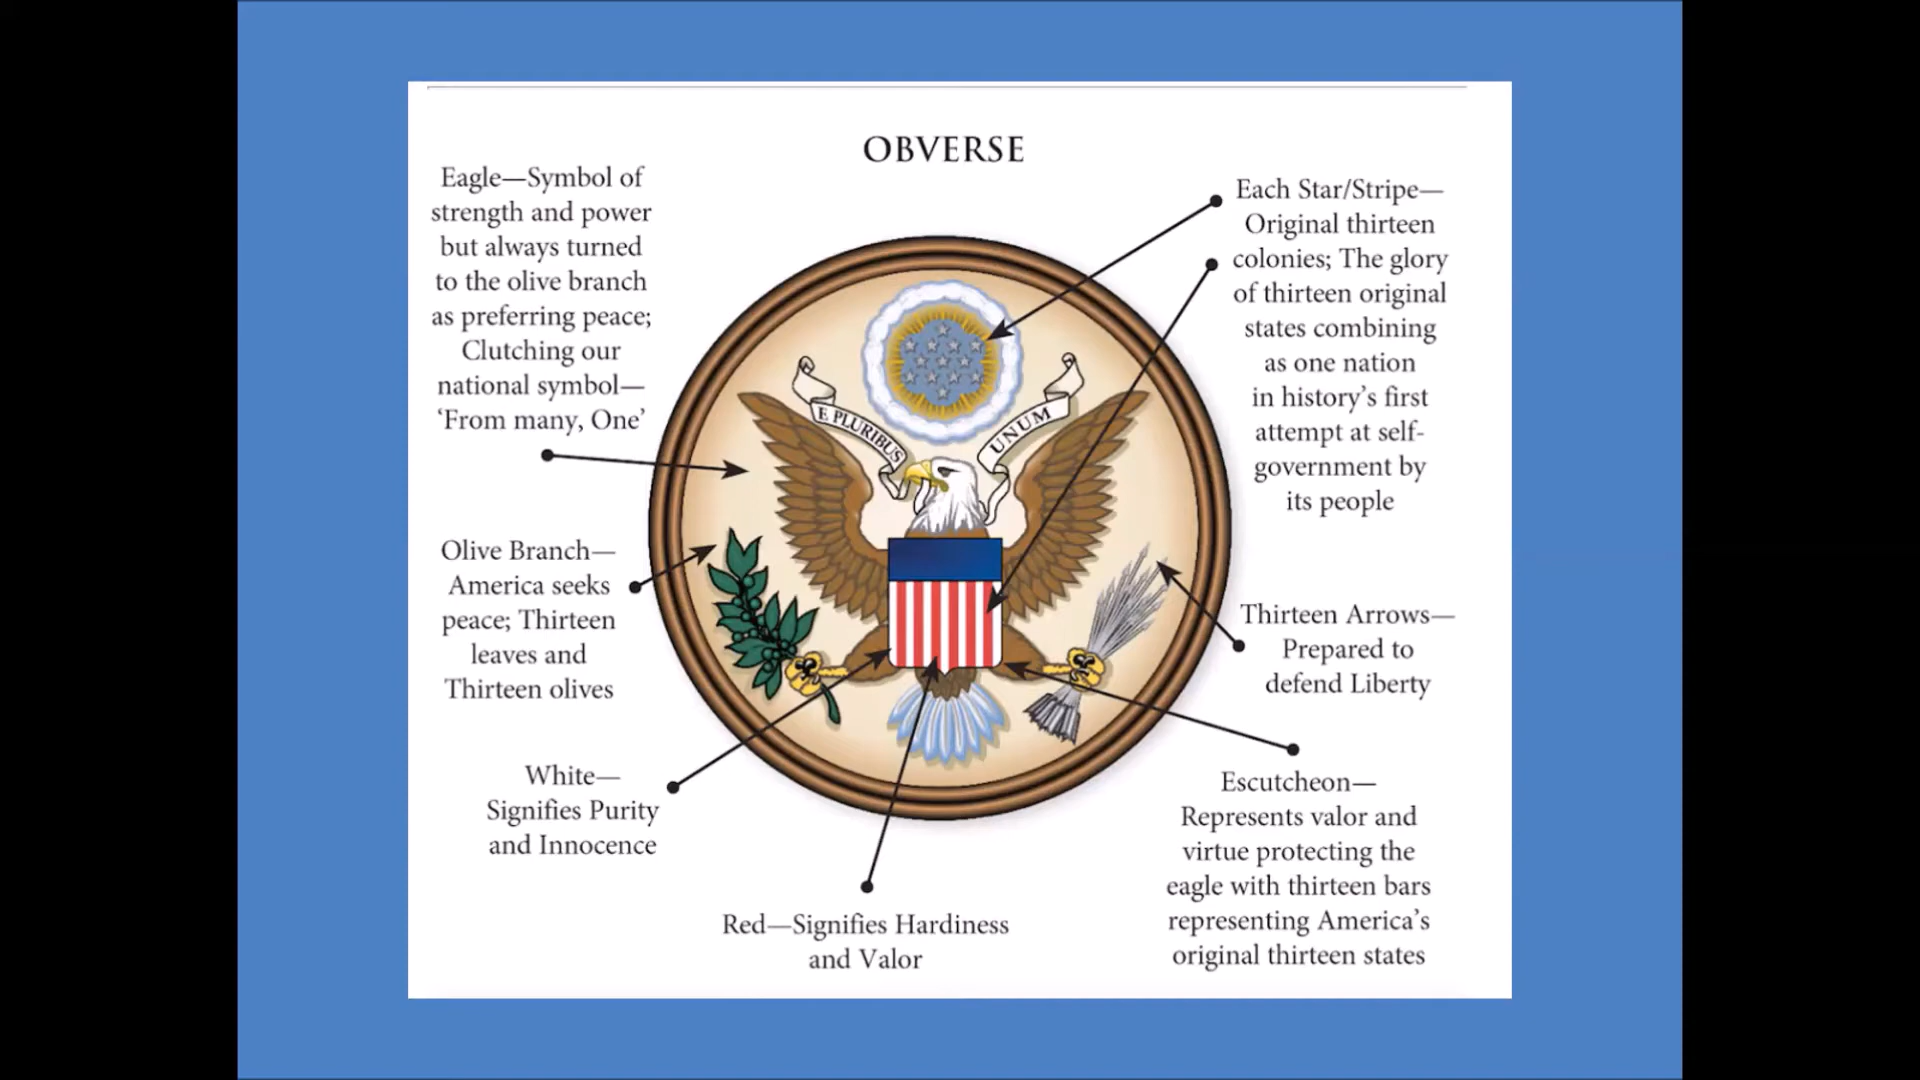 OBVERSE
Eagle—Symbol of
strength and power
but always turned
to the olive branch
as preferring peace;
Clutching our
national symbol—
‘From many, One’
Each Star/Stripe—
Original thirteen
colonies; The glory
of thirteen original
states combining
as one nation
in history’s first
attempt at self-
government by
its people
E PLURIBUS
UNUM
Olive Branch—
America seeks
peace; Thirteen
leaves and
Thirteen olives
Thirteen Arrows—
Prepared to
defend Liberty
White—
Signifies Purity
and Innocence
Escutcheon—
Represents valor and
virtue protecting the
eagle with thirteen bars
representing America’s
original thirteen states
Red—Signifies Hardiness
and Valor